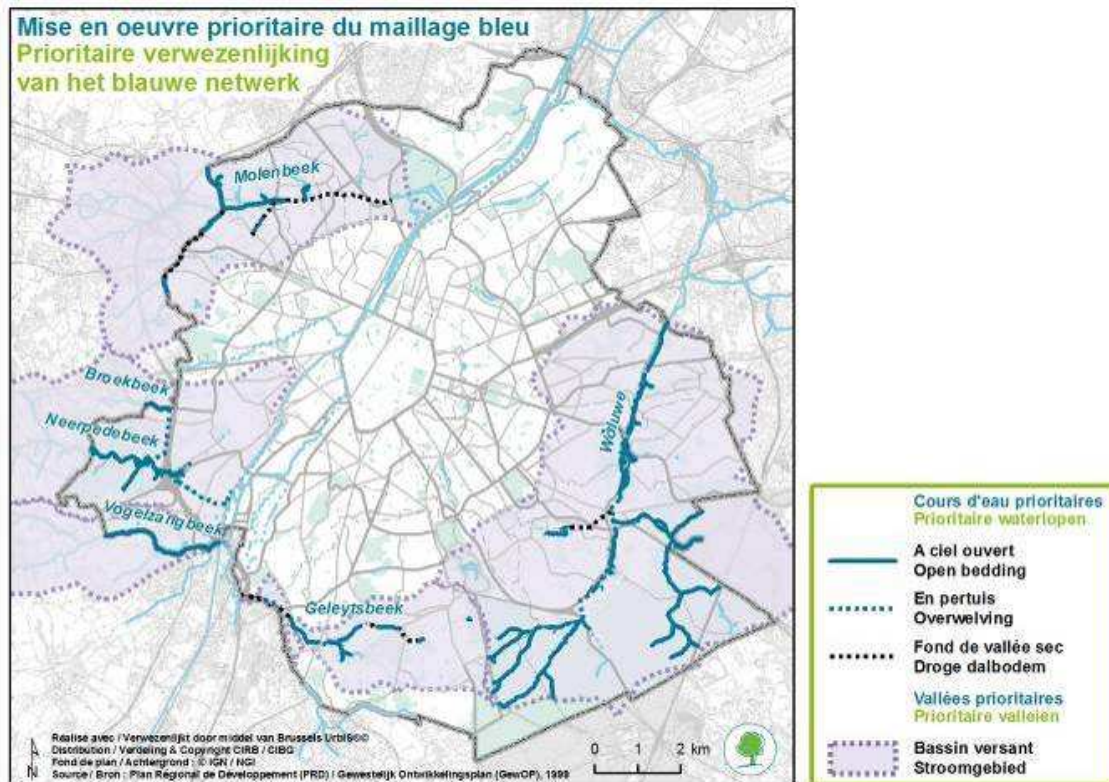 Mise en oeuvre prioritaire du maillage bleu
Prioritaire verwezenlijking
van het blauwe netwerk
Molenbeek
Broekbeek
Neerpedebeek
Vogelzangbeek
Woluwe
Geleytsbeek
Réalisé avec / Verwezenlijkt door middel van Brussels UrbIS®©
Distribution / Verdeling & Copyright CIRB / CIBG
Fond de plan / Achtergrond : © IGN / NGI
Source / Bron : Plan Régional de Développement (PRD) / Gewestelijk Ontwikkelingsplan (GewOP), 1999
N
0 1 2 km
Cours d'eau prioritaires
Prioritaire waterlopen
A ciel ouvert
Open bedding
En pertuis
Overwelving
Fond de vallée sec
Droge dalbodem
Vallées prioritaires
Prioritaire valleien
Bassin versant
Stroomgebied